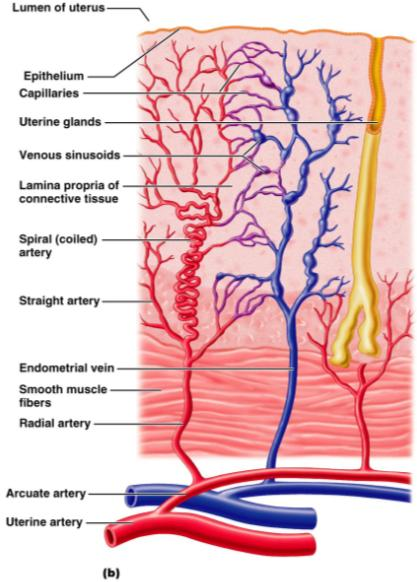 Lumen of uterus
Epithelium
Capillaries
Uterine glands
Venous sinusoids
Lamina propria of
connective tissue
Spiral (coiled)
artery
Straight artery
Endometrial vein
Smooth muscle
fibers
Radial artery
Arcuate artery
Uterine artery
(b)